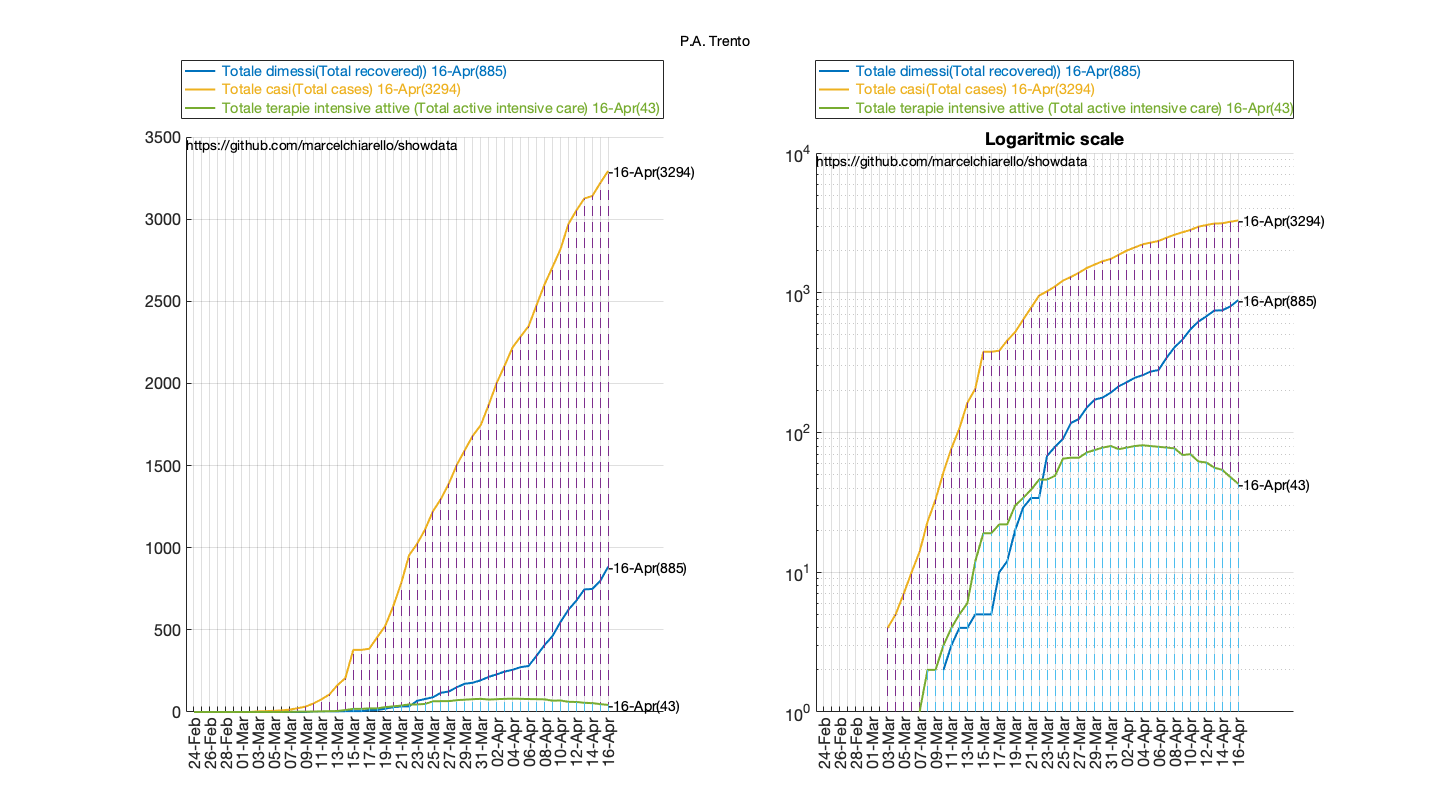 P.A. Trento
Totale dimessi(Total recovered)) 16-Apr(885)
Totale casi(Total cases) 16-Apr(3294)
Totale terapie intensive attive (Total active intensive care) 16-Apr(43)
https://github.com/marcelchiarello/showdata
3500
3000
2500
2000
1500
1000
500
0
16-Apr(3294)
16-Apr(885)
16-Apr(43)
24-Feb
26-Feb
28-Feb
01-Mar
03-Mar
05-Mar
07-Mar
09-Mar
11-Mar
13-Mar
15-Mar
17-Mar
19-Mar
21-Mar
23-Mar
25-Mar
27-Mar
29-Mar
31-Mar
02-Apr
04-Apr
06-Apr
08-Apr
10-Apr
12-Apr
14-Apr
16-Apr
Totale dimessi(Total recovered)) 16-Apr(885)
Totale casi(Total cases) 16-Apr(3294)
Totale terapie intensive attive (Total active intensive care) 16-Apr(43)
Logaritmic scale
https://github.com/marcelchiarello/showdata
10^4
10^3
10^2
10^1
10^0
16-Apr(3294)
16-Apr(885)
16-Apr(43)
24-Feb
26-Feb
28-Feb
01-Mar
03-Mar
05-Mar
07-Mar
09-Mar
11-Mar
13-Mar
15-Mar
17-Mar
19-Mar
21-Mar
23-Mar
25-Mar
27-Mar
29-Mar
31-Mar
02-Apr
04-Apr
06-Apr
08-Apr
10-Apr
12-Apr
14-Apr
16-Apr